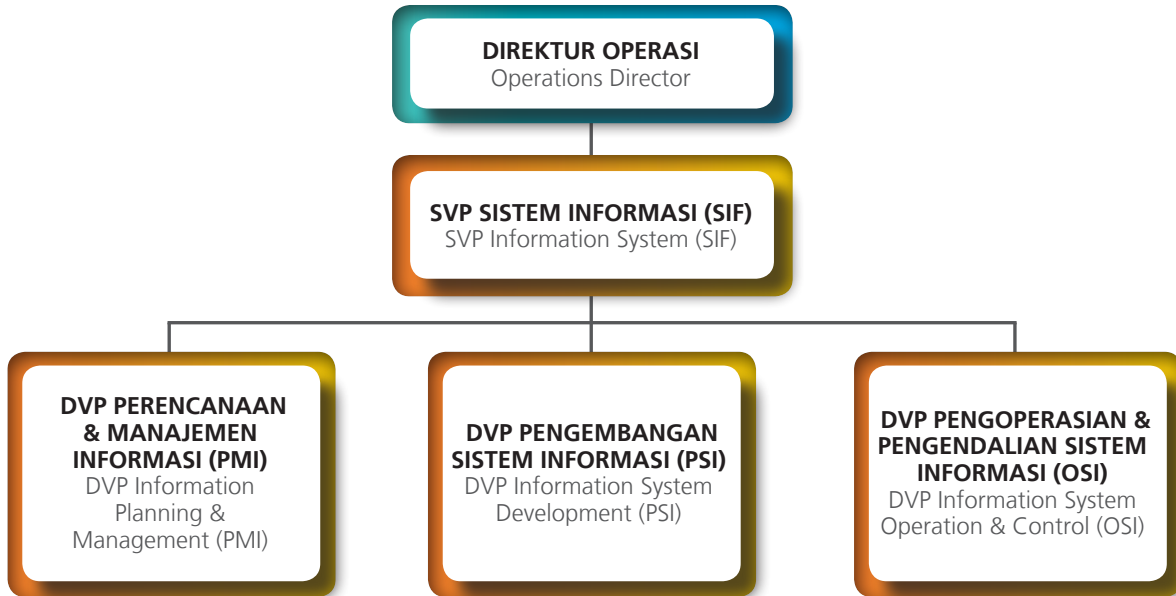 DIREKTUR OPERASI
Operations Director
SVP SISTEM INFORMASI (SIF)
SVP Information System (SIF)
DVP PERENCANAAN
& MANAJEMEN
INFORMASI (PMI)
DVP Information
Planning &
Management (PMI)
DVP PENGEMBANGAN
SISTEM INFORMASI (PSI)
DVP Information System
Development (PSI)
DVP PENGOPERASIAN &
PENGENDALIAN SISTEM
INFORMASI (OSI)
DVP Information System
Operation & Control (OSI)